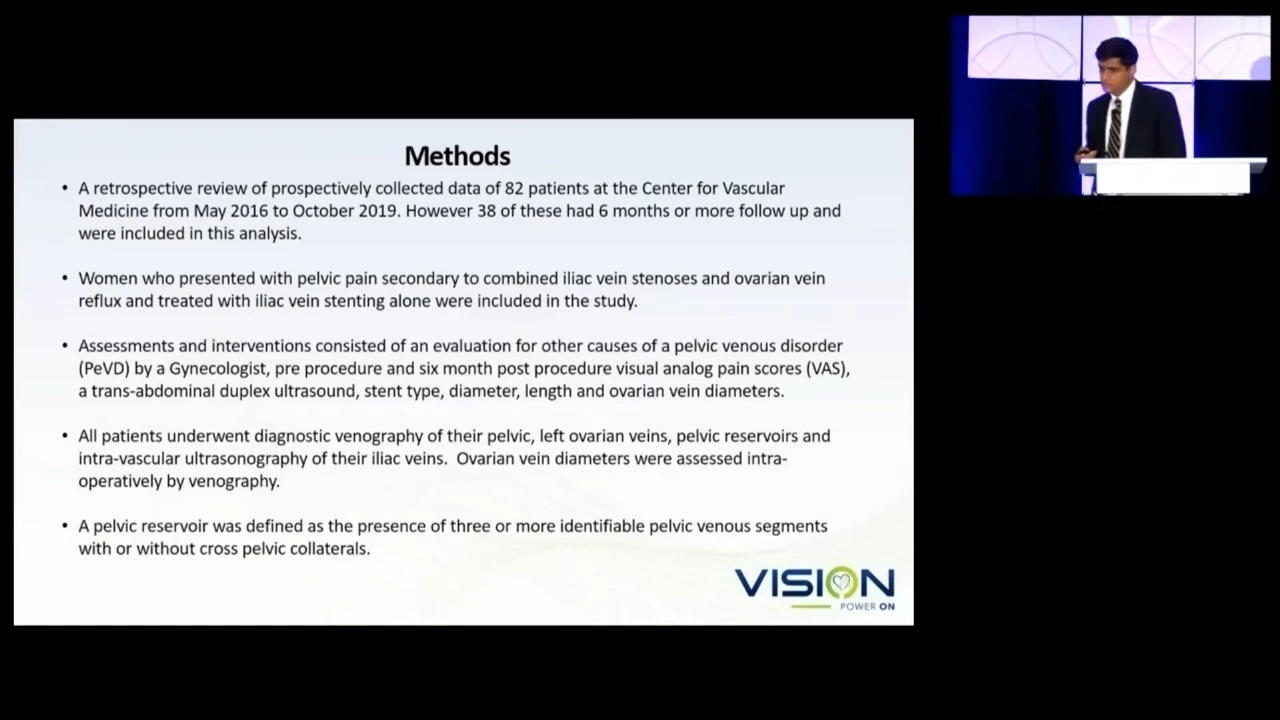 Methods
• A retrospective review of prospectively collected data of 82 patients at the Center for Vascular
Medicine from May 2016 to October 2019. However 38 of these had 6 months or more follow up and
were included in this analysis.
• Women who presented with pelvic pain secondary to combined iliac vein stenoses and ovarian vein
reflux and treated with iliac vein stenting alone were included in the study.
• Assessments and interventions consisted of an evaluation for other causes of a pelvic venous disorder
(PeVD) by a Gynecologist, pre procedure and six month post procedure visual analog pain scores (VAS),
a trans-abdominal duplex ultrasound, stent type, diameter, length and ovarian vein diameters.
• All patients underwent diagnostic venography of their pelvic, left ovarian veins, pelvic reservoirs and
intra-vascular ultrasonography of their iliac veins.  Ovarian vein diameters were assessed intra-
operatively by venography.
• A pelvic reservoir was defined as the presence of three or more identifiable pelvic venous segments
with or without cross pelvic collaterals.
VISION
POWER ON